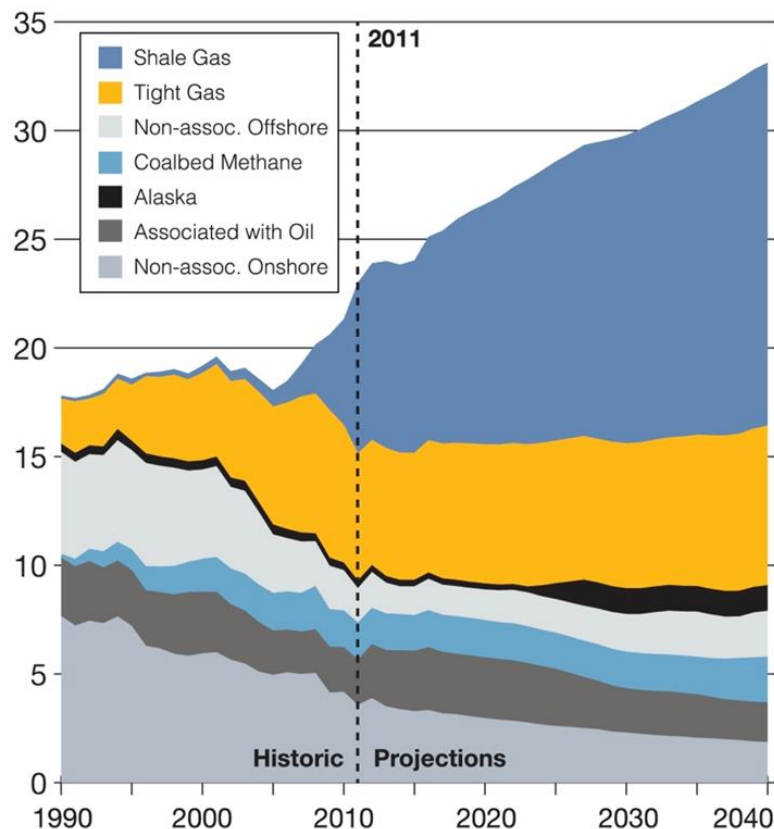 35
30
25
20
15
10
5
0
2011
Shale Gas
Tight Gas
Non-assoc. Offshore
Coalbed Methane
Alaska
Associated with Oil
Non-assoc. Onshore
Historic
Projections
1990
2000
2010
2020
2030
2040